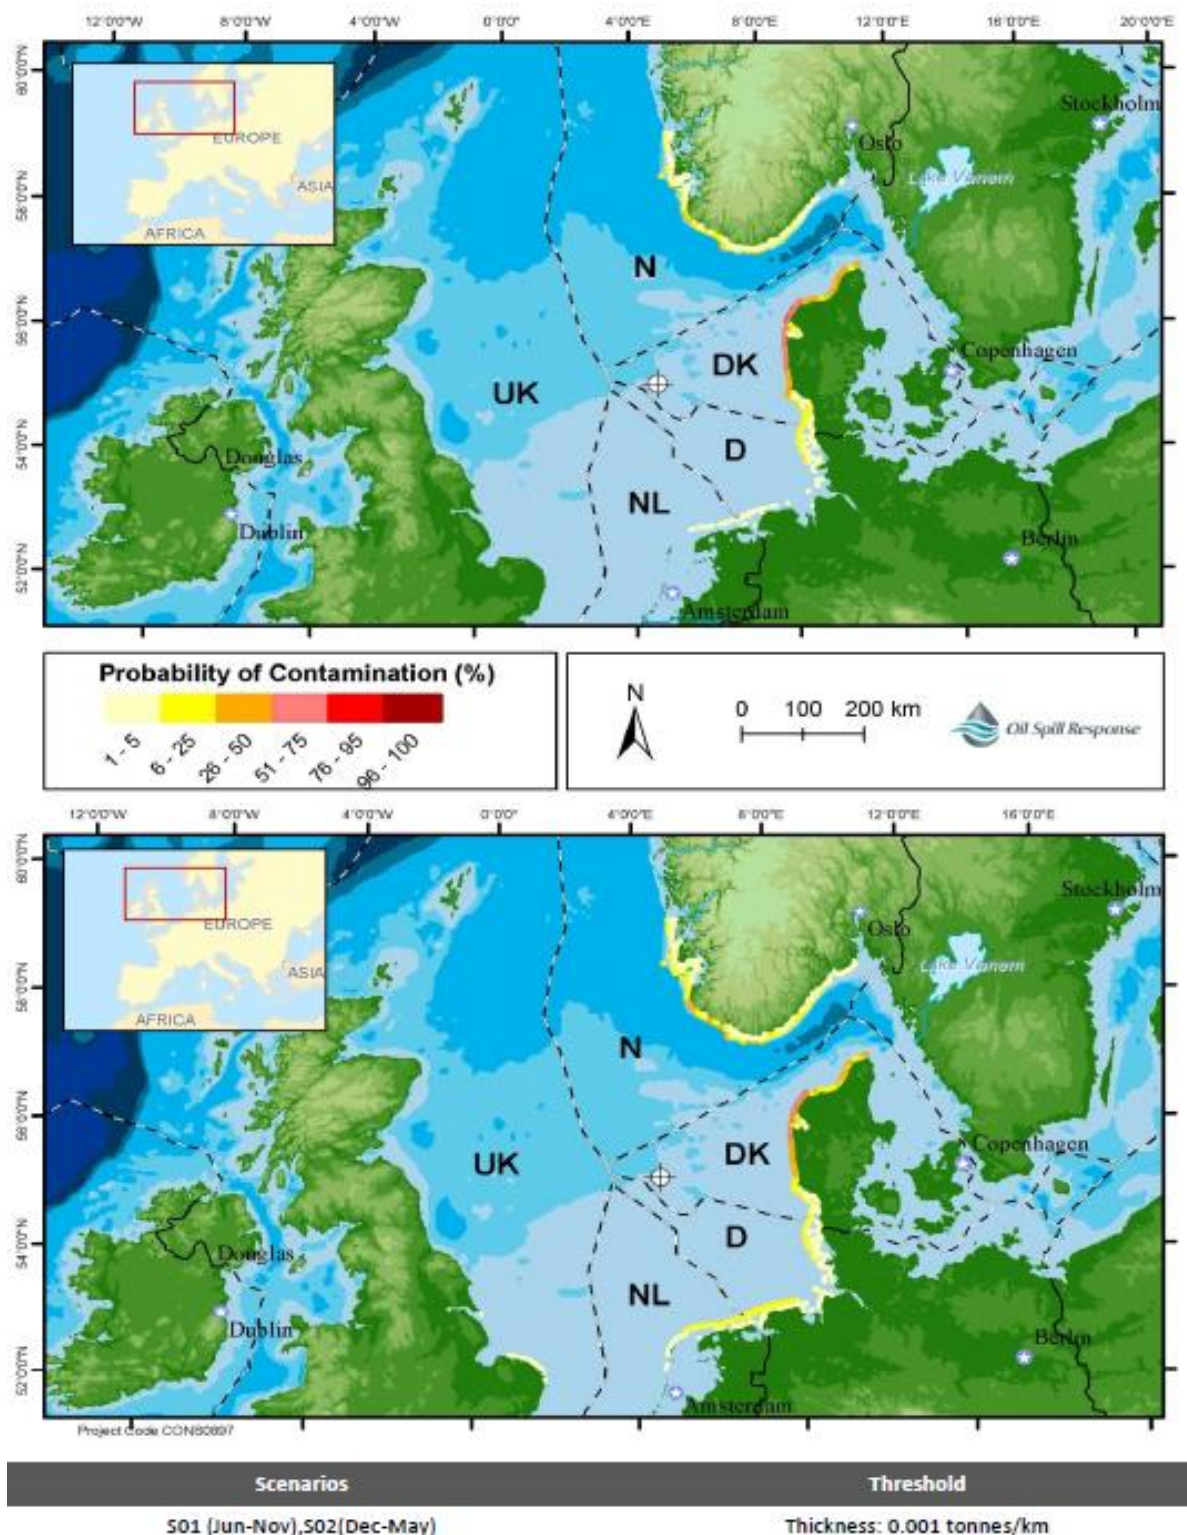 12°0'0"W 8°0'0"W 4°0'0"W 0°0'0" 4°0'0"E 8°0'0"E 12°0'0"E 16°0'0"E 20°0'0"E
60°0'0"N
58°0'0"N
56°0'0"N
54°0'0"N
52°0'0"N
EUROPE
ASIA
AFRICA
Stockholm
Oslo
Lake Vanern
N
DK
Copenhagen
UK
D
Douglas
NL
Dublin
Berlin
Amsterdam
Probability of Contamination (%)
1 - 5
6 - 25
26 - 50
51 - 75
76 - 95
96 - 100
N
0 100 200 km
Oil Spill Response
12°0'0"W 8°0'0"W 4°0'0"W 0°0'0" 4°0'0"E 8°0'0"E 12°0'0"E 16°0'0"E
60°0'0"N
58°0'0"N
56°0'0"N
54°0'0"N
52°0'0"N
EUROPE
ASIA
AFRICA
Stockholm
Oslo
Lake Vanern
N
Copenhagen
DK
UK
D
Douglas
NL
Dublin
Berlin
Amsterdam
Project Code CONS0897
Scenarios Threshold
S01 (Jun-Nov),S02(Dec-May) Thickness: 0.001 tonnes/km